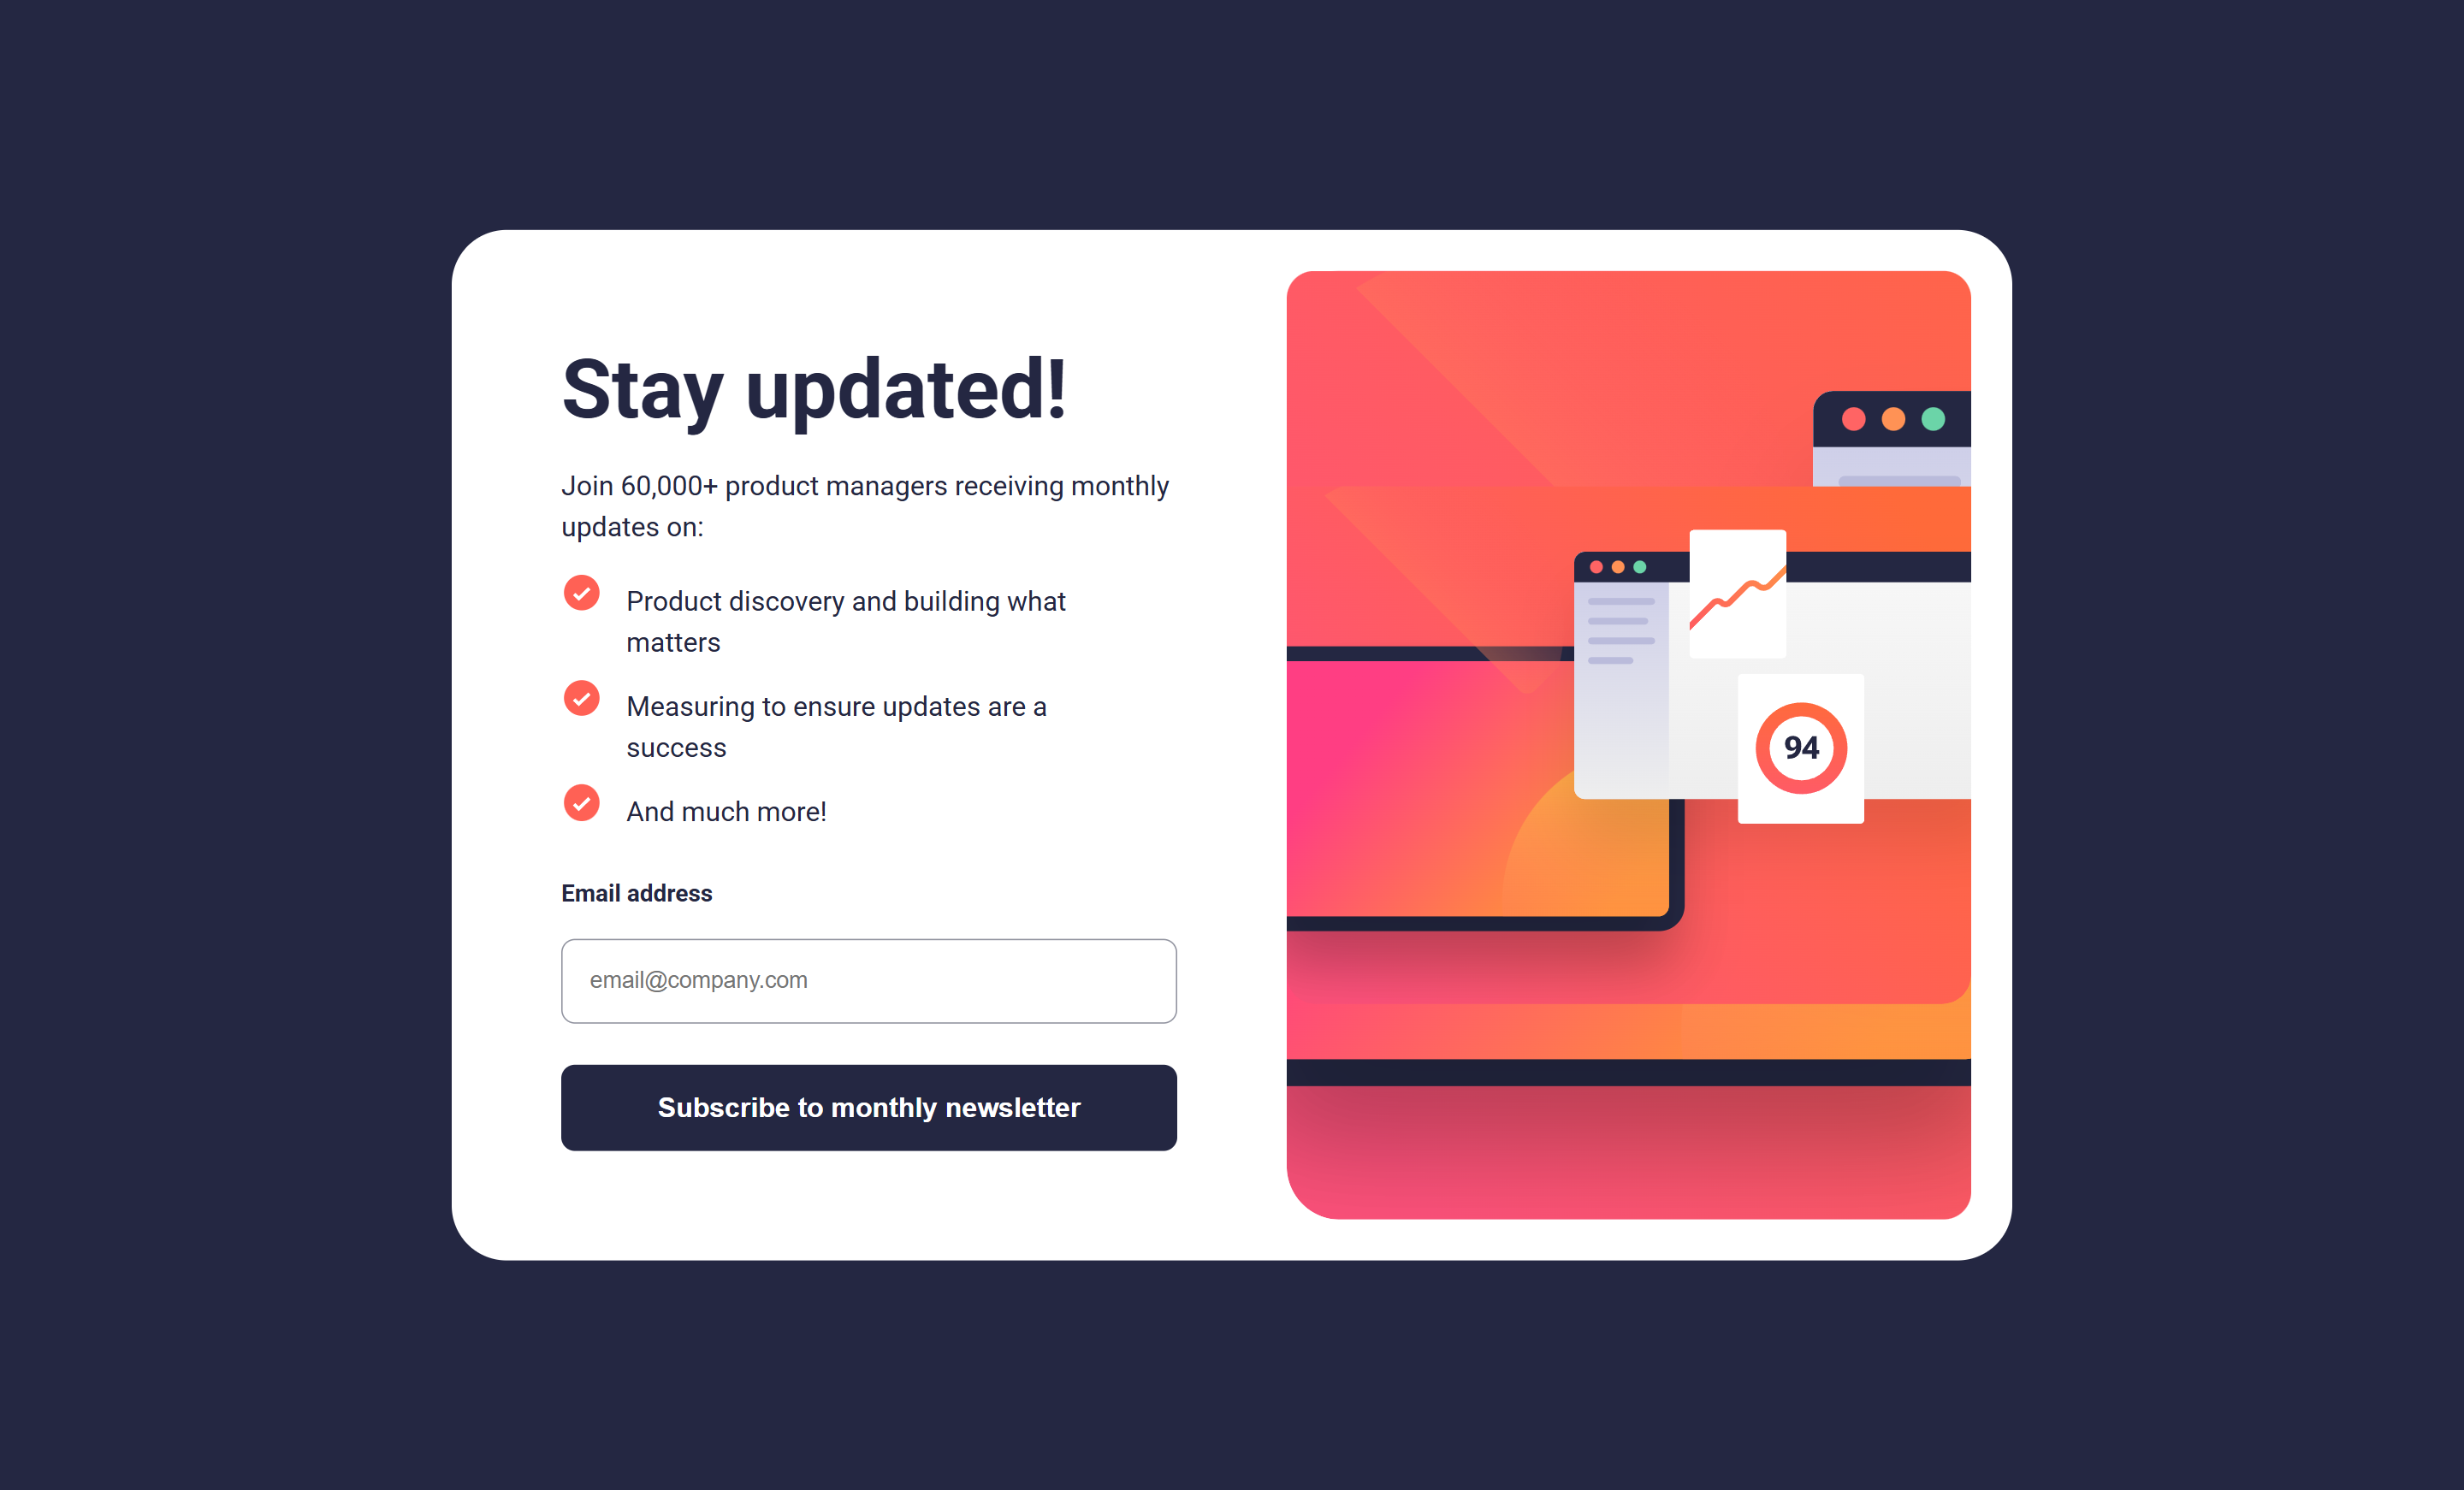 Stay updated!
Join 60,000+ product managers receiving monthly
updates on:
Product discovery and building what
matters
Measuring to ensure updates are a
success
And much more!
Email address
email@company.com
Subscribe to monthly newsletter
94